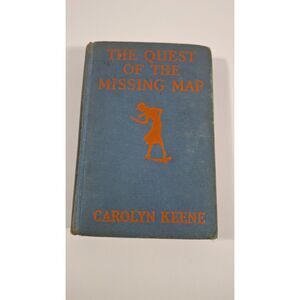 THE QUEST
OF THE
MISSING MAP
CAROLYN KEENE